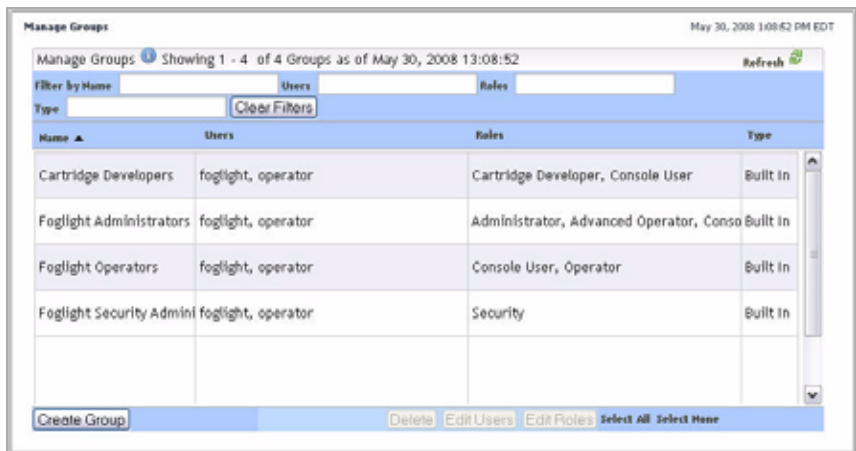 Manage Groups May 30, 2008 1:08:52 PM EDT
Manage Groups Showing 1 - 4 of 4 Groups as of May 30, 2008 13:08:52 Refresh
Filter by Name Users Roles
Type Clear Filters
Name Users Roles Type
Cartridge Developers foglight, operator Cartridge Developer, Console User Built In
Foglight Administrators foglight, operator Administrator, Advanced Operator, Conso Built In
Foglight Operators foglight, operator Console User, Operator Built In
Foglight Security Admini foglight, operator Security Built In
Create Group Delete Edit Users Edit Roles Select All Select None